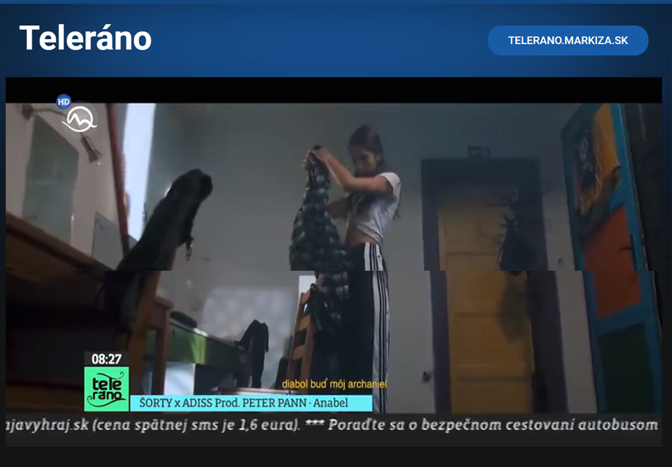 Teleráno
TELERANO.MARKIZA.SK
HD
diabol buď môj archanjel
08:27
tele
ráno
ŠORTY x ADISS Prod. PETER PANN - Anabel
ajavyhraj.sk (cena spätnej sms je 1,6 eura). *** Poraďte sa o bezpečnom cestovaní autobusom